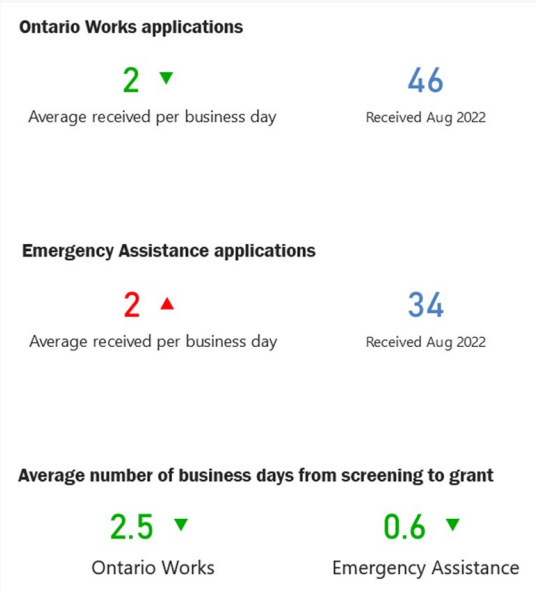 Ontario Works applications
2 ▼ 46
Average received per business day Received Aug 2022
Emergency Assistance applications
2 ▲ 34
Average received per business day Received Aug 2022
Average number of business days from screening to grant
2.5 ▼ 0.6 ▼
Ontario Works Emergency Assistance